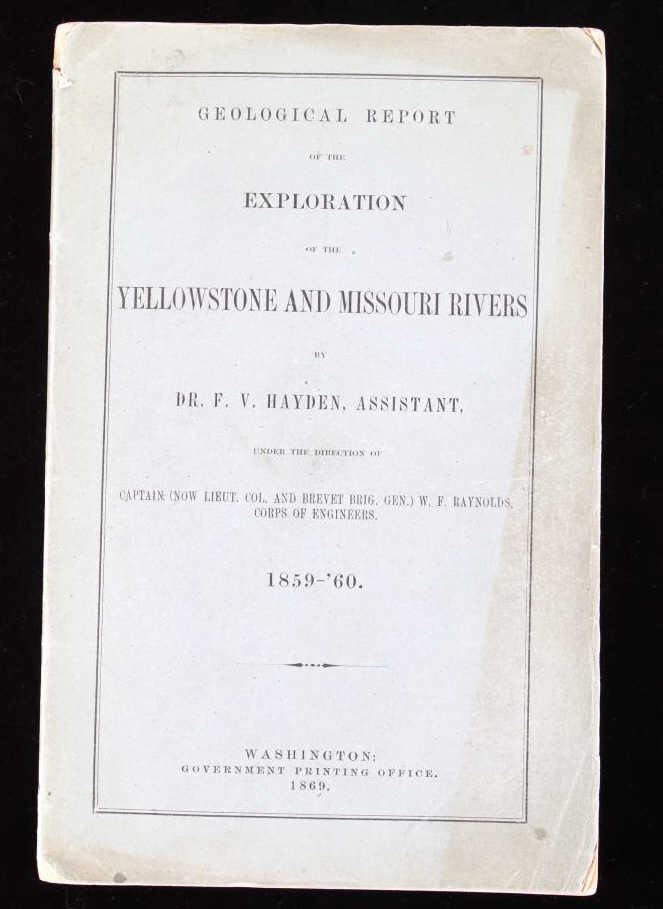 GEOLOGICAL REPORT
OF THE
EXPLORATION
OF THE
YELLOWSTONE AND MISSOURI RIVERS
BY
DR. F. V. HAYDEN, ASSISTANT,
UNDER THE DIRECTION OF
CAPTAIN (NOW LIEUT. COL. AND BREVET BRIG. GEN.) W. F. RAYNOLDS,
CORPS OF ENGINEERS.
1859-'60.
WASHINGTON:
GOVERNMENT PRINTING OFFICE.
1869.